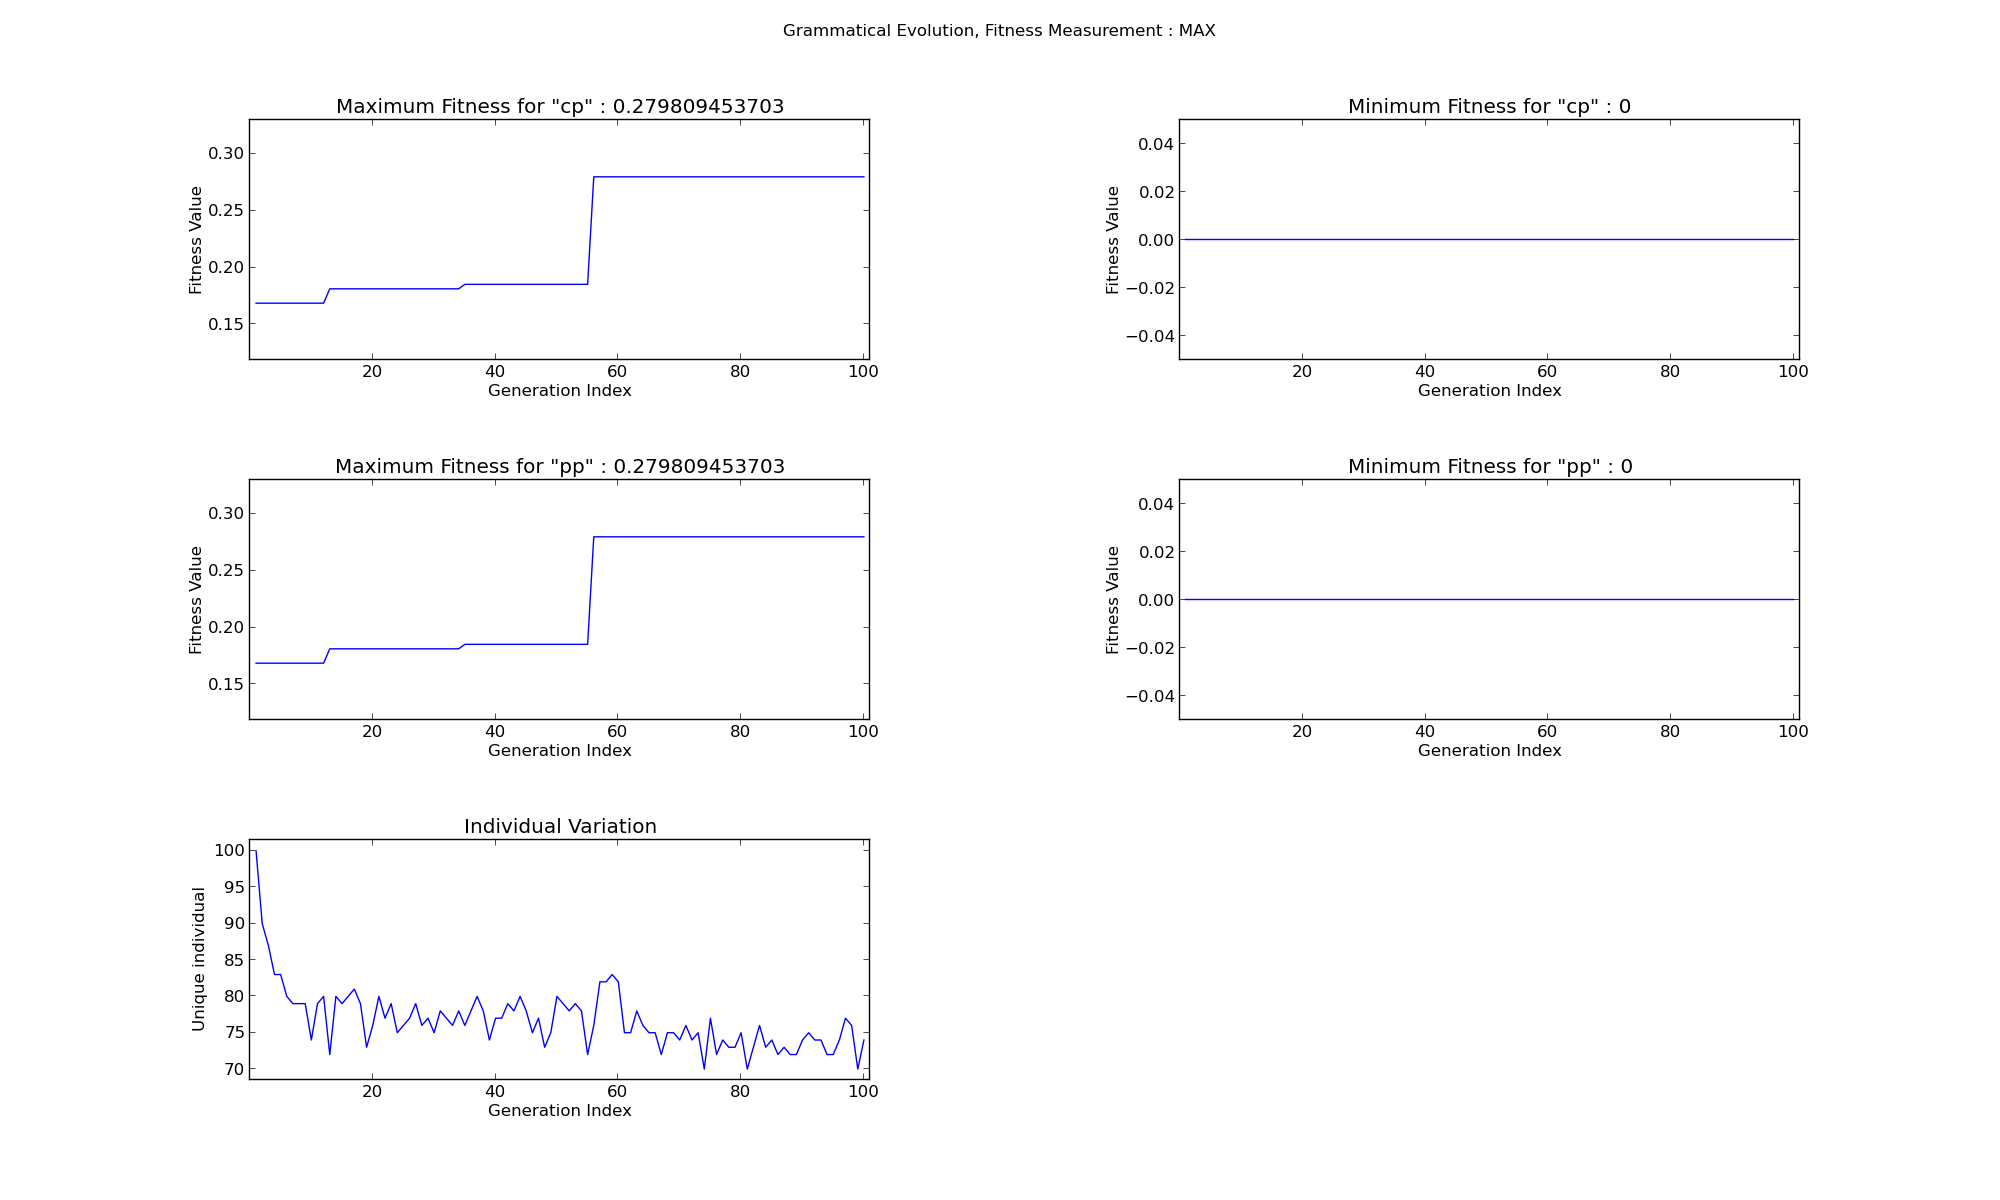 Grammatical Evolution, Fitness Measurement : MAX
Maximum Fitness for "cp" : 0.279809453703
0.30
0.25
0.20
0.15
Fitness Value
20 40 60 80 100
Generation Index
Minimum Fitness for "cp" : 0
0.04
0.02
0.00
−0.02
−0.04
Fitness Value
20 40 60 80 100
Generation Index
Maximum Fitness for "pp" : 0.279809453703
0.30
0.25
0.20
0.15
Fitness Value
20 40 60 80 100
Generation Index
Minimum Fitness for "pp" : 0
0.04
0.02
0.00
−0.02
−0.04
Fitness Value
20 40 60 80 100
Generation Index
Individual Variation
100
95
90
85
80
75
70
Unique individual
20 40 60 80 100
Generation Index